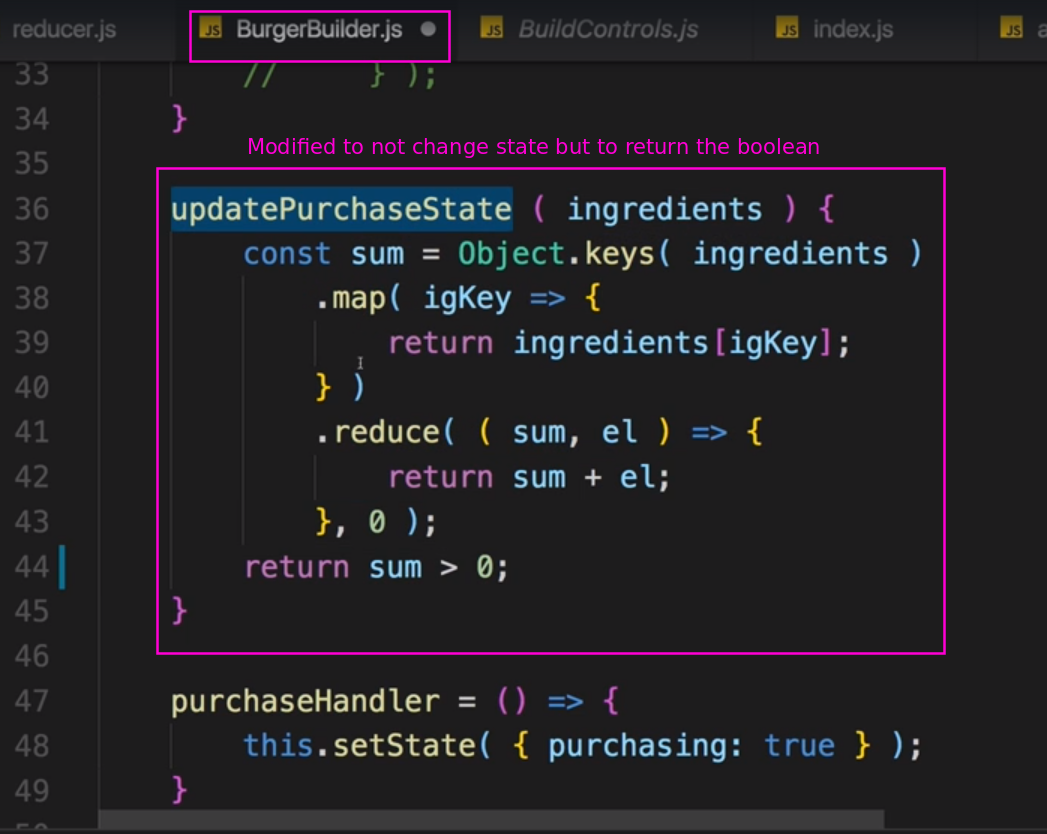 reducer.js JS BurgerBuilder.js JS BuildControls.js JS index.js JS
33 // } );
34 }
Modified to not change state but to return the boolean
35
36 updatePurchaseState ( ingredients ) {
37 const sum = Object.keys( ingredients )
38 .map( igKey => {
39 return ingredients[igKey];
40 } )
41 .reduce( ( sum, el ) => {
42 return sum + el;
43 }, 0 );
44 return sum > 0;
45 }
46
47 purchaseHandler = () => {
48 this.setState( { purchasing: true } );
49 }